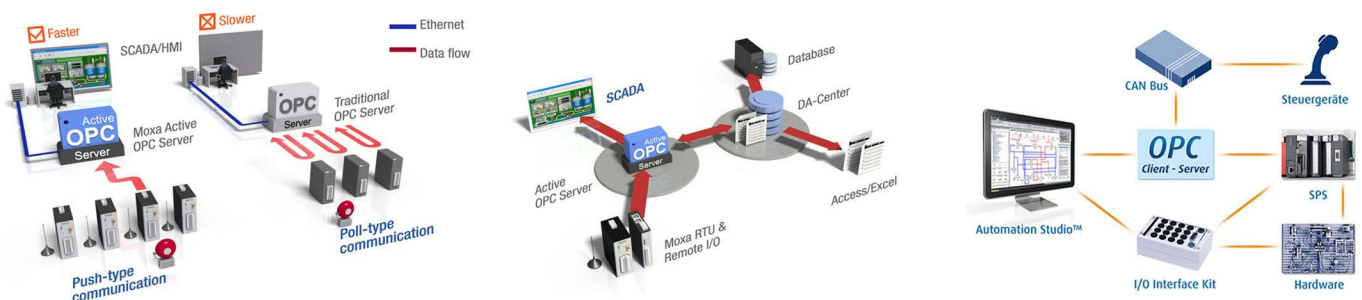 Faster
SCADA/HMI
Slower
Ethernet
Data flow
Active
OPC
Server
Moxa Active
OPC Server
OPC
Server
Traditional
OPC Server
Push-type
communication
Poll-type
communication
SCADA
Database
DA-Center
Active
OPC
Server
Active
OPC Server
Access/Excel
Moxa RTU &
Remote I/O
CAN Bus
Steuergeräte
OPC
Client - Server
SPS
Automation Studio™
I/O Interface Kit
Hardware